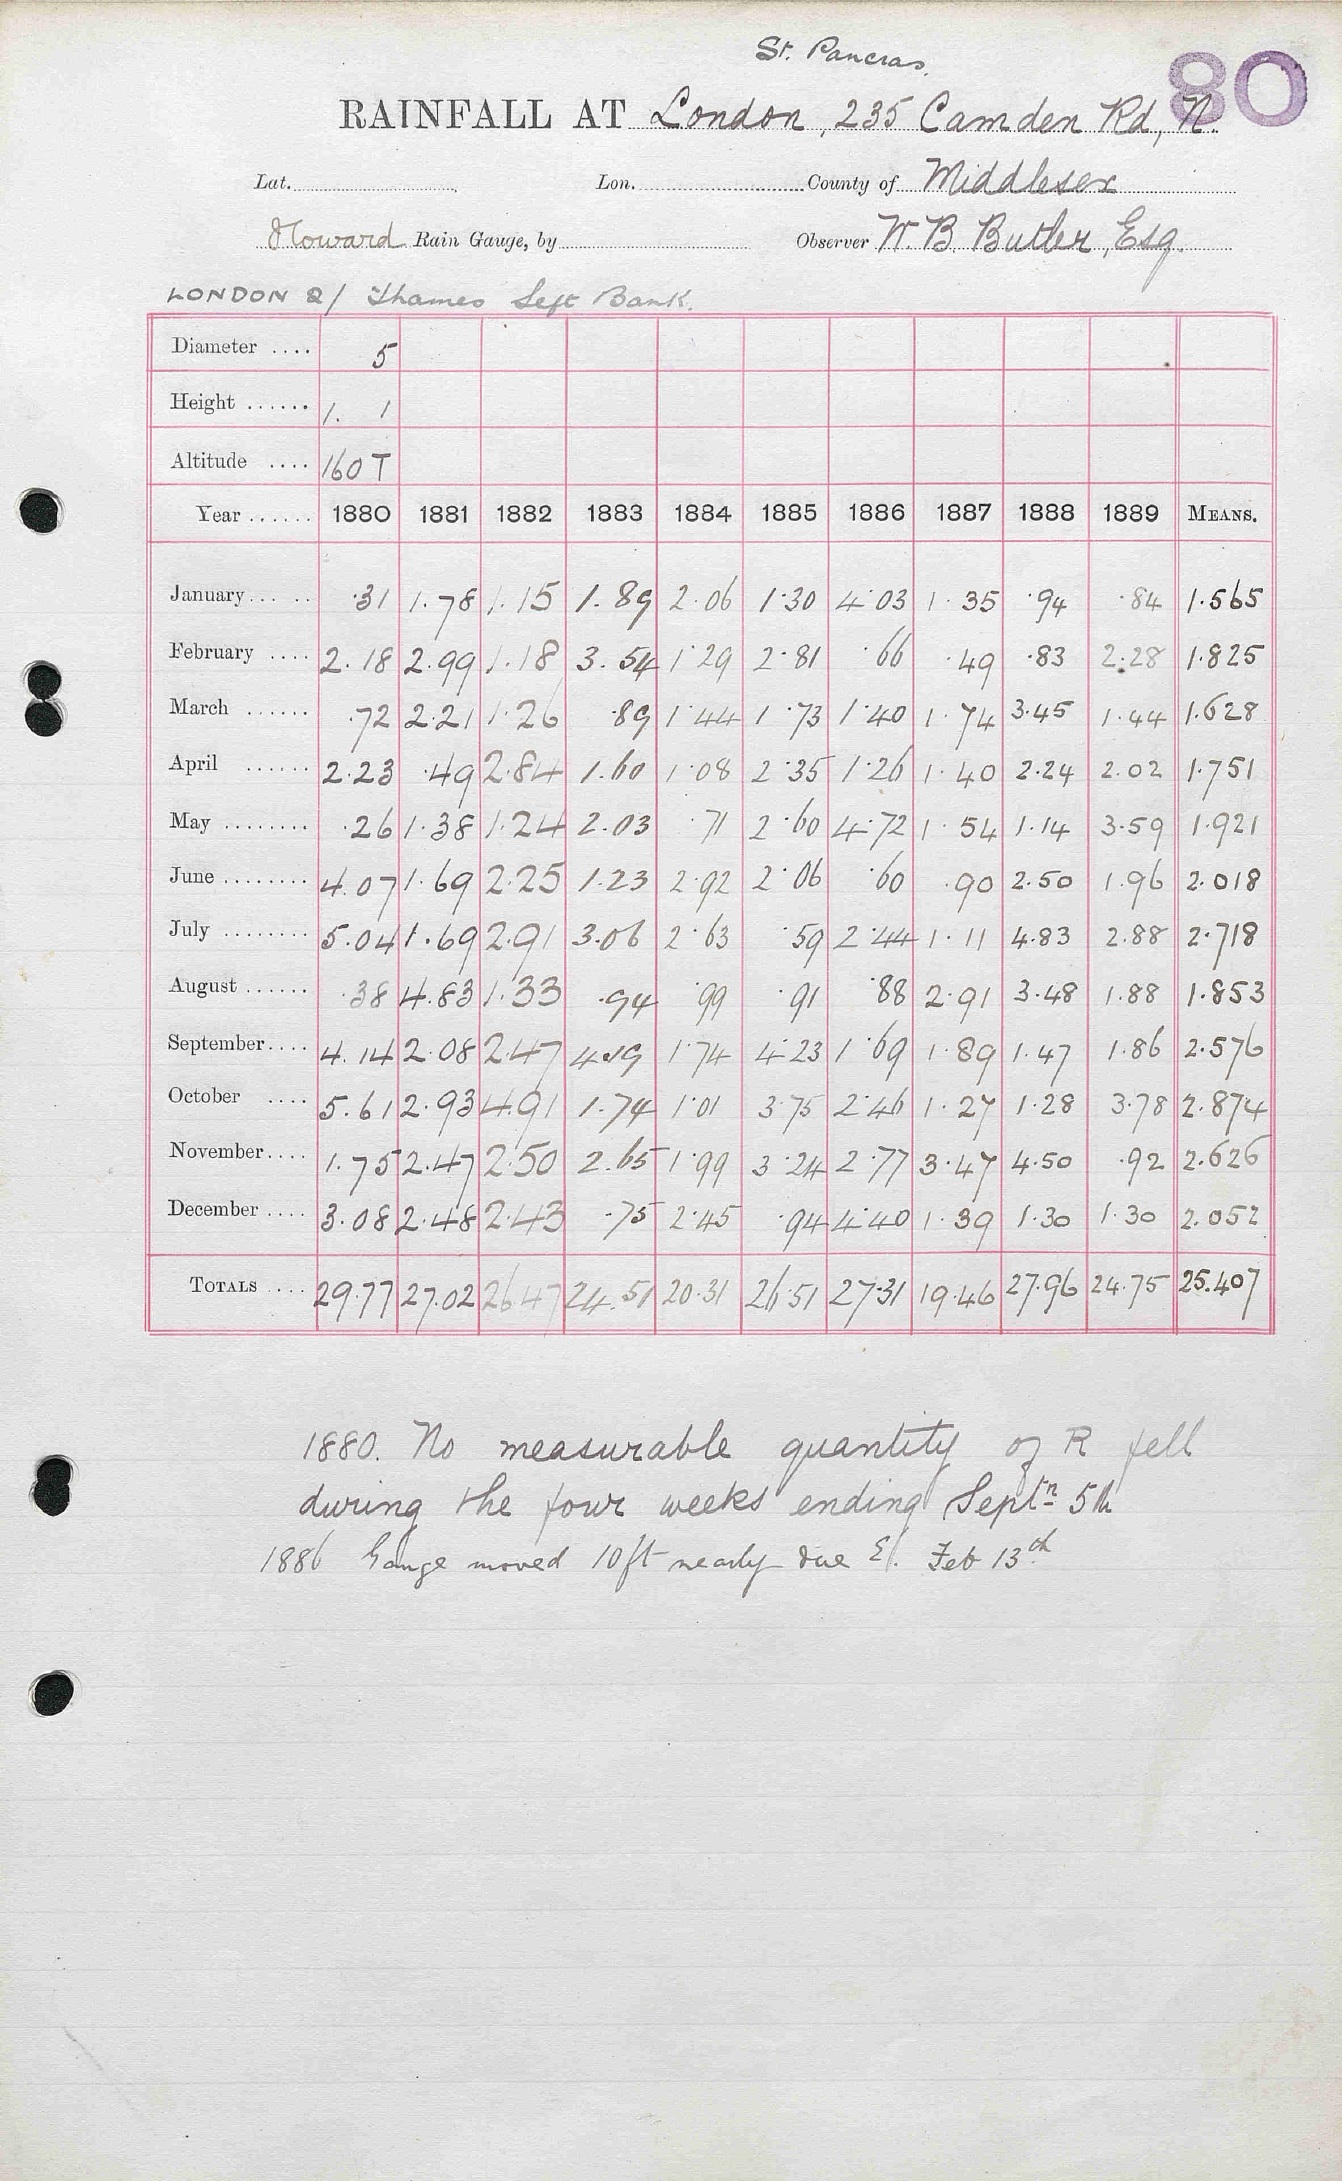 St. Pancras.
80
RAINFALL AT London, 235 Camden Rd, N.
Lat. Lon. County of Middlesex
Howard Rain Gauge, by Observer W. B. Butler, Esq.
LONDON 2/ Thames Left Bank.
Diameter .... 5
Height ...... 1. 1
Altitude .... 160 T
Year ...... 1880 1881 1882 1883 1884 1885 1886 1887 1888 1889 MEANS.
January... .. .31 1.78 1.15 1.89 2.06 1.30 4.03 1.35 .94 .84 1.565
February .... 2.18 2.99 1.18 3.54 1.29 2.81 .66 .49 .83 2.28 1.825
March ...... .72 2.21 1.26 .89 1.44 1.73 1.40 1.74 3.45 1.44 1.628
April ...... 2.23 .49 2.84 1.60 1.08 2.35 1.26 1.40 2.24 2.02 1.751
May ........ .26 1.38 1.24 2.03 .71 2.60 4.72 1.54 1.14 3.59 1.921
June ........ 4.07 1.69 2.25 1.23 2.92 2.06 .60 .90 2.50 1.96 2.018
July ........ 5.04 1.69 2.91 3.06 2.63 .59 2.44 1.11 4.83 2.88 2.718
August ...... .38 4.83 1.33 .94 .99 .91 .88 2.91 3.48 1.88 1.853
September.... 4.14 2.08 2.47 4.19 1.74 4.23 1.69 1.89 1.47 1.86 2.576
October .... 5.61 2.93 4.91 1.74 1.01 3.75 2.46 1.27 1.28 3.78 2.874
November.... 1.75 2.47 2.50 2.65 1.99 3.24 2.77 3.47 4.50 .92 2.626
December .... 3.08 2.48 2.43 .75 2.45 .94 4.40 1.39 1.30 1.30 2.052
TOTALS .... 29.77 27.02 26.47 24.51 20.31 26.51 27.31 19.46 27.96 24.75 25.407
1880. No measurable quantity of R fell
during the four weeks ending Septr 5th
1886 Gauge moved 10ft nearly due E. Feb 13th